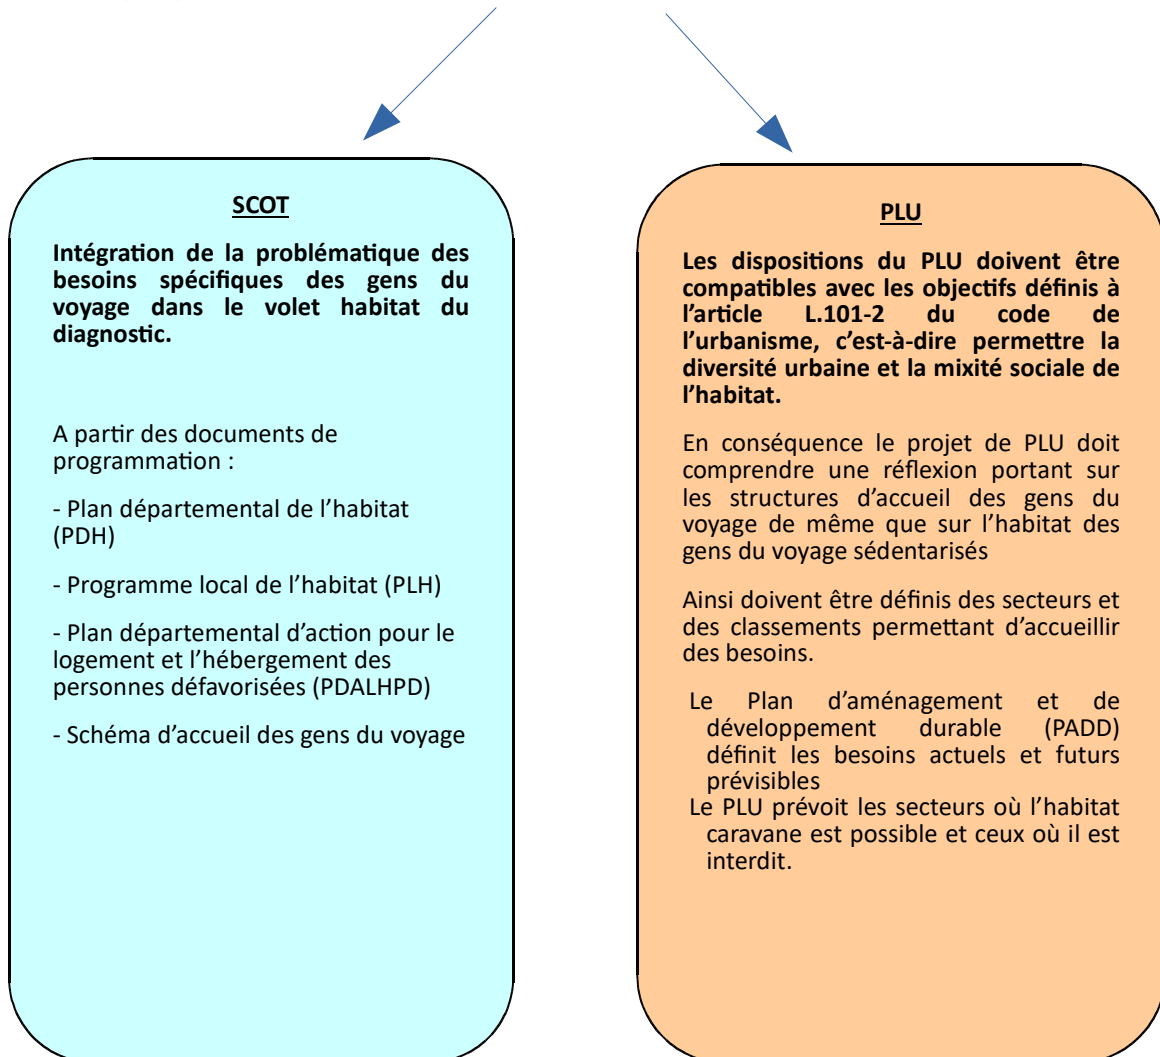 SCOT
Intégration de la problématique des
besoins spécifiques des gens du
voyage dans le volet habitat du
diagnostic.
A partir des documents de
programmation :
- Plan départemental de l'habitat
(PDH)
- Programme local de l'habitat (PLH)
- Plan départemental d'action pour le
logement et l'hébergement des
personnes défavorisées (PDALHPD)
- Schéma d'accueil des gens du voyage
PLU
Les dispositions du PLU doivent être
compatibles avec les objectifs définis à
l'article L.101-2 du code de
l'urbanisme, c'est-à-dire permettre la
diversité urbaine et la mixité sociale de
l'habitat.
En conséquence le projet de PLU doit
comprendre une réflexion portant sur
les structures d'accueil des gens du
voyage de même que sur l'habitat des
gens du voyage sédentarisés
Ainsi doivent être définis des secteurs et
des classements permettant d'accueillir
des besoins.
Le Plan d'aménagement et de
développement durable (PADD)
définit les besoins actuels et futurs
prévisibles
Le PLU prévoit les secteurs où l'habitat
caravane est possible et ceux où il est
interdit.